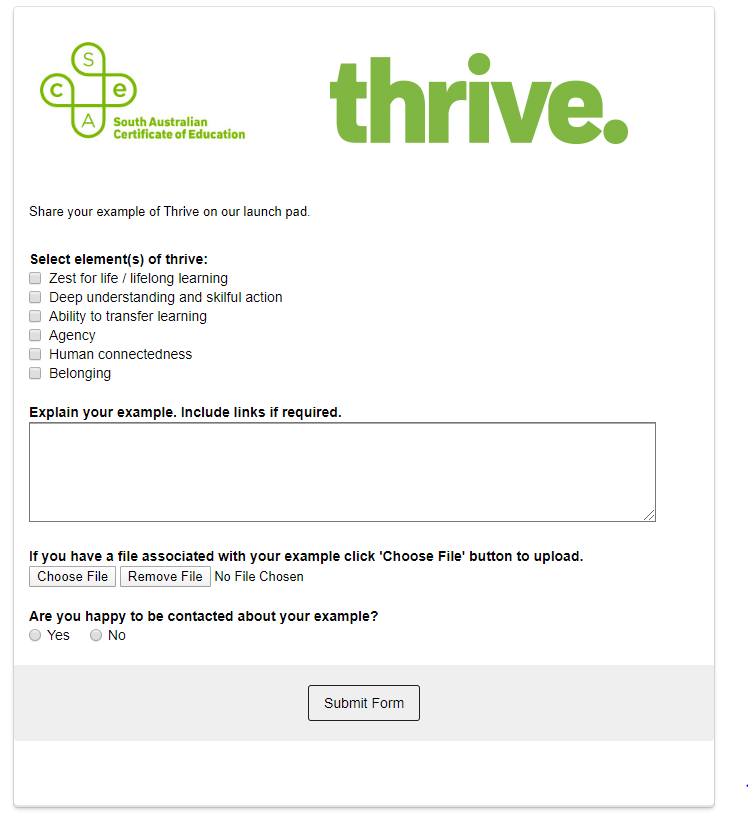 S
C e
A
South Australian
Certificate of Education
thrive.
Share your example of Thrive on our launch pad.
Select element(s) of thrive:
Zest for life / lifelong learning
Deep understanding and skilful action
Ability to transfer learning
Agency
Human connectedness
Belonging
Explain your example. Include links if required.
If you have a file associated with your example click 'Choose File' button to upload.
Choose File Remove File No File Chosen
Are you happy to be contacted about your example?
Yes No
Submit Form